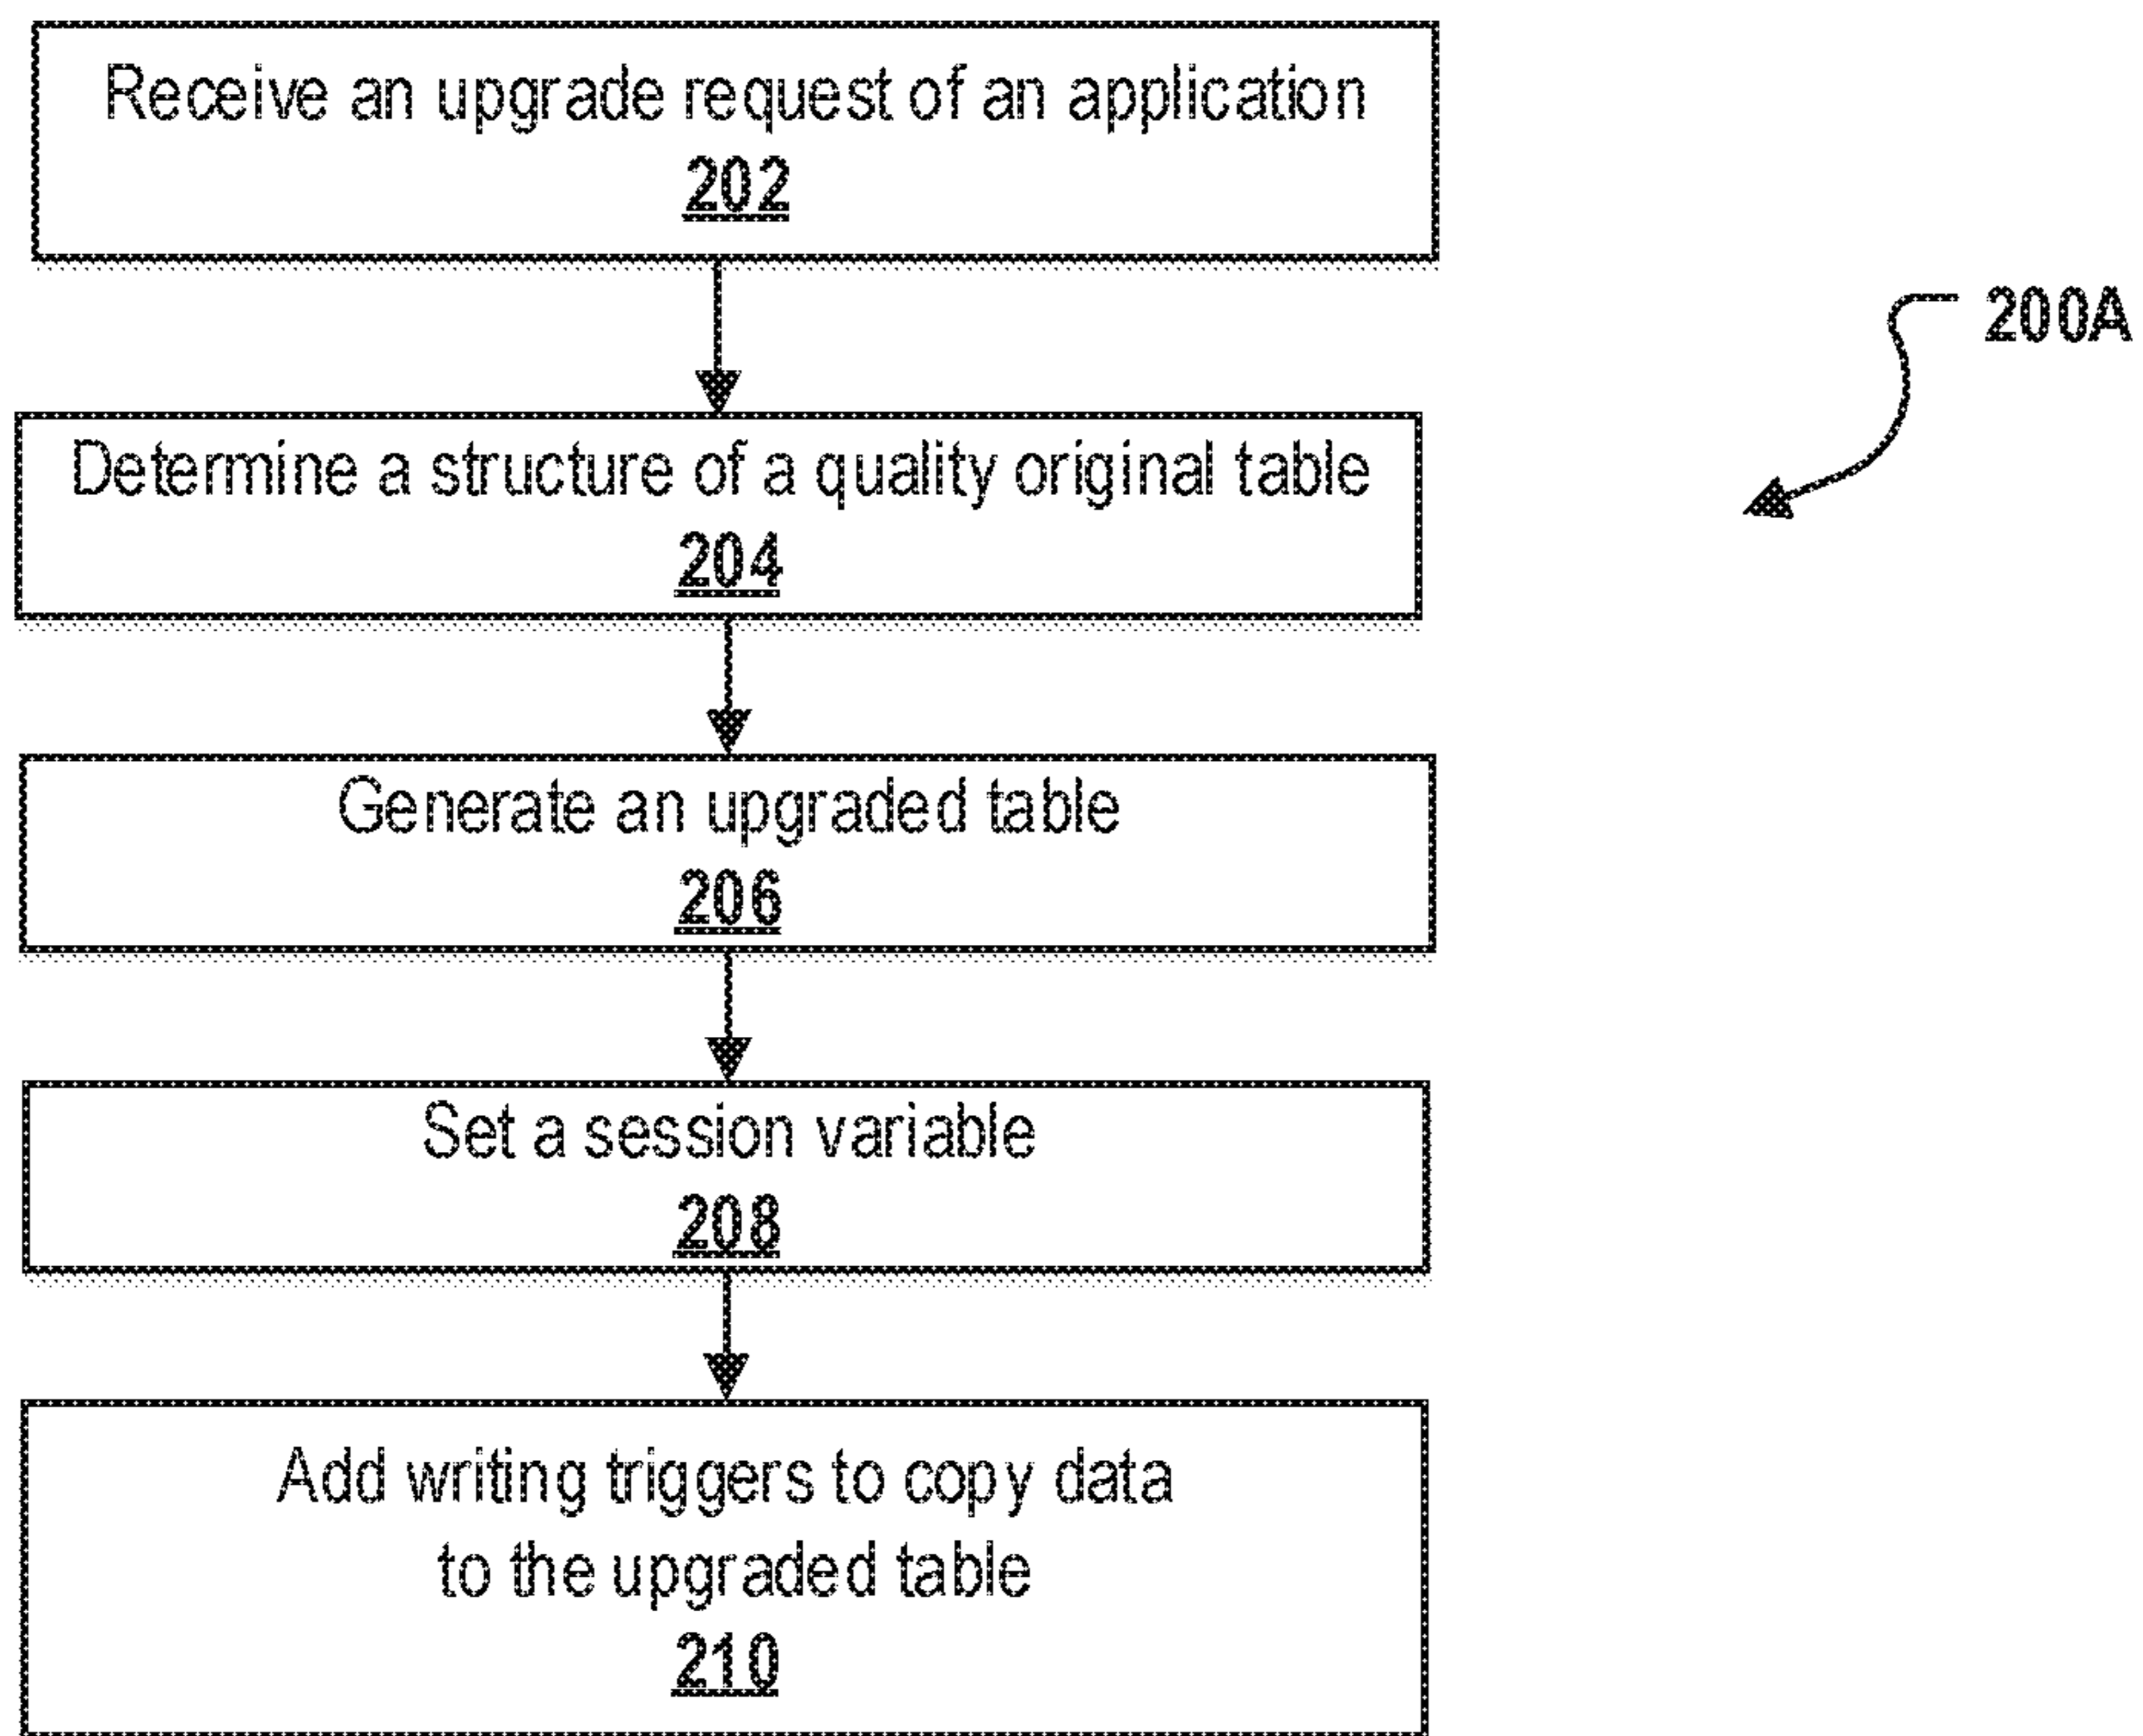 Receive an upgrade request of an application
202
200A
Determine a structure of a quality original table
204
Generate an upgraded table
206
Set a session variable
208
Add writing triggers to copy data
to the upgraded table
210